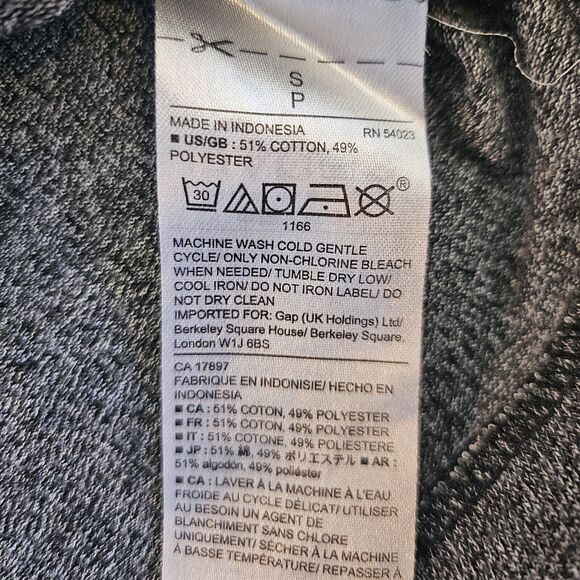 S
P
MADE IN INDONESIA RN 54023
■ US/GB : 51% COTTON, 49%
POLYESTER
30
®
1166
MACHINE WASH COLD GENTLE
CYCLE/ ONLY NON-CHLORINE BLEACH
WHEN NEEDED/ TUMBLE DRY LOW/
COOL IRON/ DO NOT IRON LABEL/ DO
NOT DRY CLEAN
IMPORTED FOR: Gap (UK Holdings) Ltd/
Berkeley Square House/ Berkeley Square,
London W1J 6BS
CA 17897
FABRIQUE EN INDONISIE/ HECHO EN
INDONESIA
■ CA : 51% COTON, 49% POLYESTER
■ FR : 51% COTON, 49% POLYESTER
■ IT : 51% COTONE, 49% POLIESTERE
■ JP : 51% 綿, 49% ポリエステル ■ AR :
51% algodón, 49% poliéster
■ CA : LAVER À LA MACHINE À L'EAU
FROIDE AU CYCLE DÉLICAT/ UTILISER
AU BESOIN UN AGENT DE
BLANCHIMENT SANS CHLORE
UNIQUEMENT/ SÉCHER À LA MACHINE
À BASSE TEMPÉRATURE/ REPASSER À